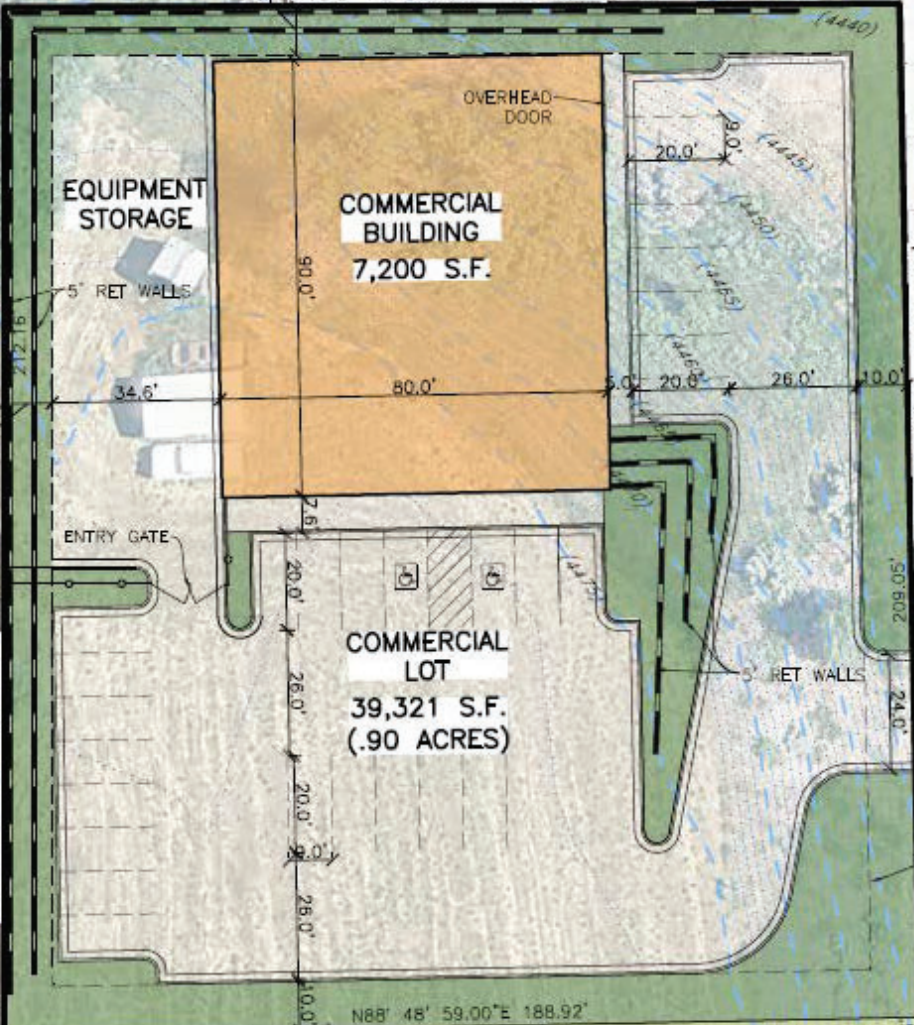 (4440)
OVERHEAD
DOOR
9.0'
20.0'
(4445)
EQUIPMENT
STORAGE
COMMERCIAL
BUILDING
7,200 S.F.
(4450)
90.0'
(4455)
5' RET WALLS
212.16'
34.6'
80.0'
5.0'
20.0'
26.0'
10.0'
7.6'
ENTRY GATE
20.0'
(4475)
209.05'
COMMERCIAL
LOT
39,321 S.F.
(.90 ACRES)
26.0'
5' RET WALLS
24.0'
20.0'
26.0'
10.0'
N88° 48' 59.00"E 188.92'